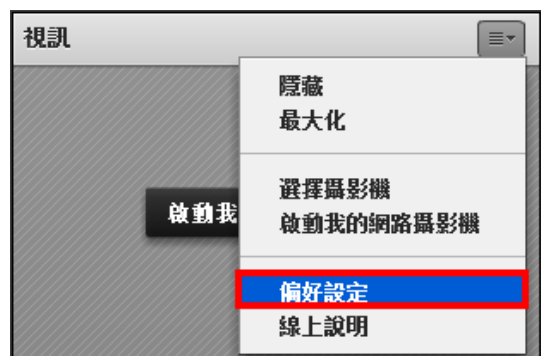 視訊
隱藏
最大化
選擇攝影機
啟動我
啟動我的網路攝影機
偏好設定
線上說明